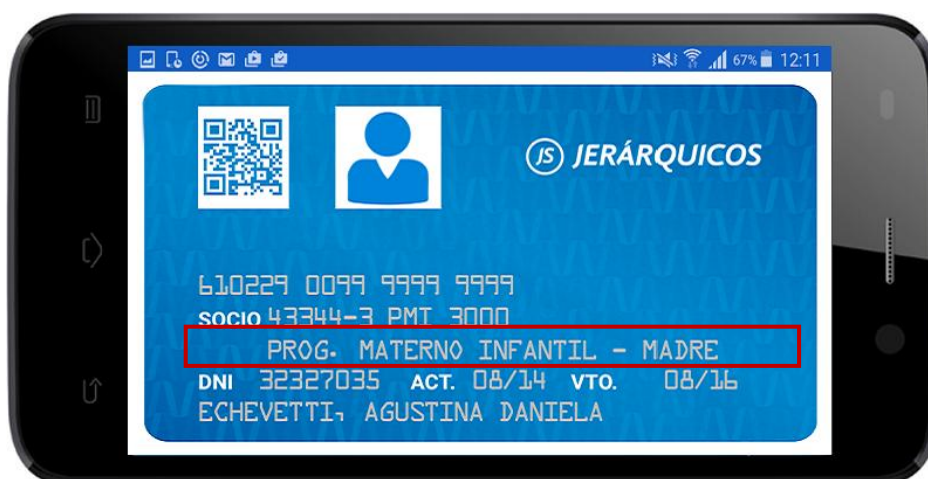 67% 12:11
JS JERÁRQUICOS
610229 0099 9999 9999
SOCIO 43344-3 PMI 3000
PROG. MATERNO INFANTIL - MADRE
DNI 32327035 ACT. 08/14 VTO. 08/16
ECHEVETTI, AGUSTINA DANIELA